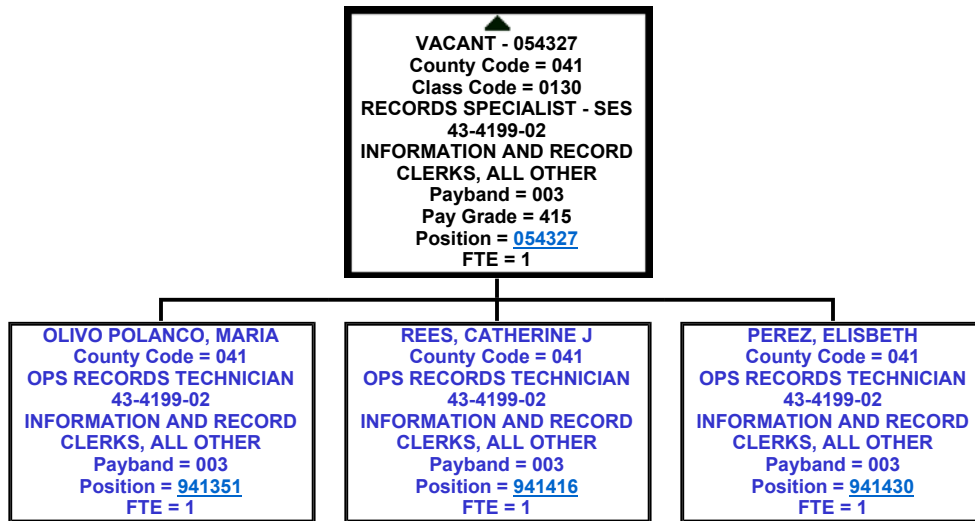 VACANT - 054327
County Code = 041
Class Code = 0130
RECORDS SPECIALIST - SES
43-4199-02
INFORMATION AND RECORD
CLERKS, ALL OTHER
Payband = 003
Pay Grade = 415
Position = 054327
FTE = 1
OLIVO POLANCO, MARIA
County Code = 041
OPS RECORDS TECHNICIAN
43-4199-02
INFORMATION AND RECORD
CLERKS, ALL OTHER
Payband = 003
Position = 941351
FTE = 1
REES, CATHERINE J
County Code = 041
OPS RECORDS TECHNICIAN
43-4199-02
INFORMATION AND RECORD
CLERKS, ALL OTHER
Payband = 003
Position = 941416
FTE = 1
PEREZ, ELISBETH
County Code = 041
OPS RECORDS TECHNICIAN
43-4199-02
INFORMATION AND RECORD
CLERKS, ALL OTHER
Payband = 003
Position = 941430
FTE = 1